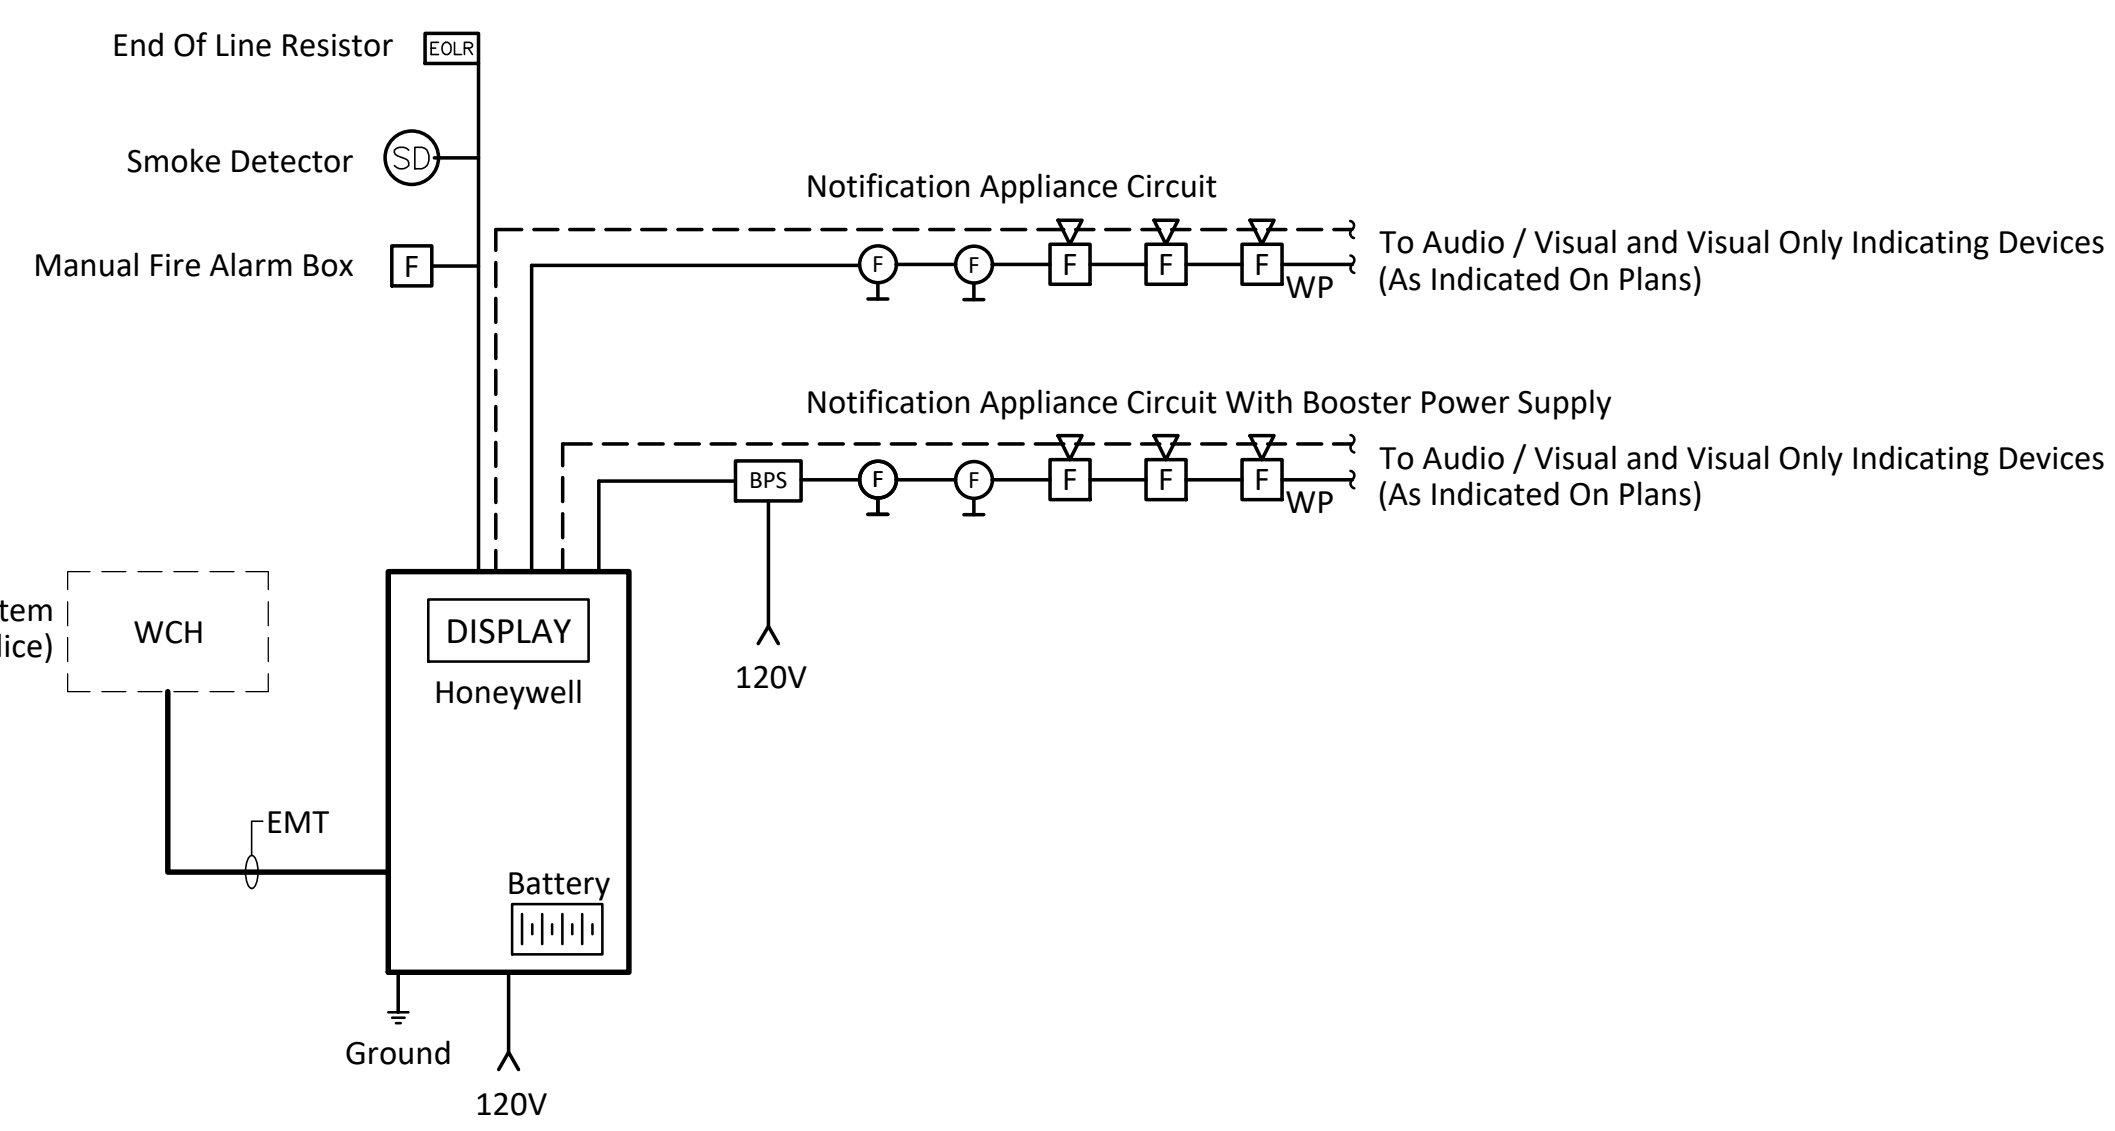 End Of Line Resistor
EOLR
Smoke Detector
SD
Manual Fire Alarm Box
F
Notification Appliance Circuit
F
F
F
F
F
WP
To Audio / Visual and Visual Only Indicating Devices
(As Indicated On Plans)
Notification Appliance Circuit With Booster Power Supply
BPS
F
F
F
F
F
WP
To Audio / Visual and Visual Only Indicating Devices
(As Indicated On Plans)
120V
WCH
DISPLAY
Honeywell
EMT
Battery
Ground
120V